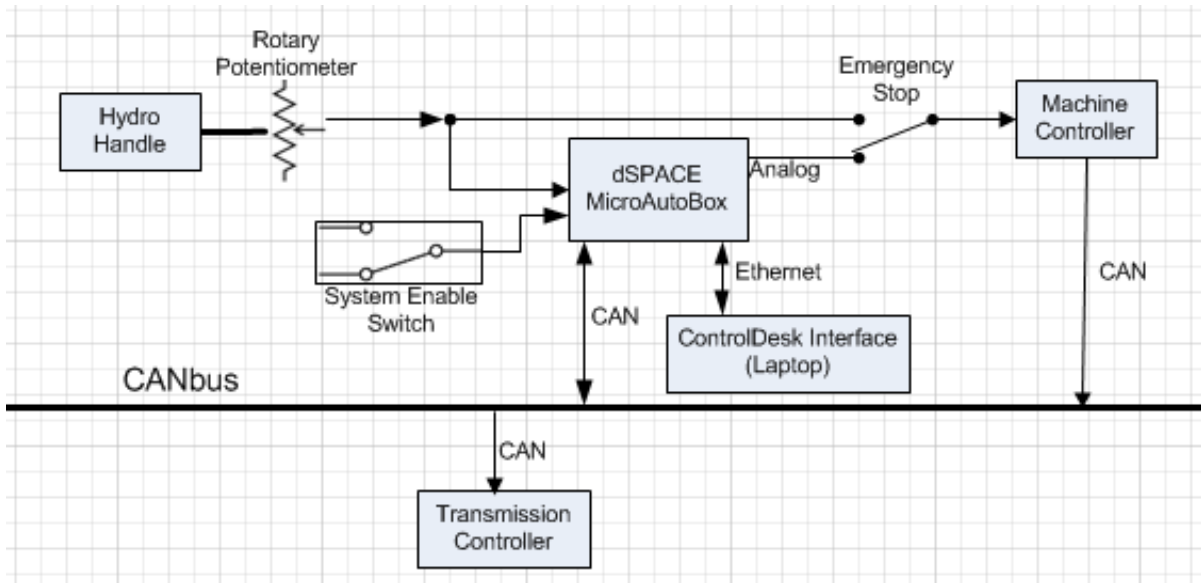 Rotary
Potentiometer
Hydro
Handle
Emergency
Stop
Machine
Controller
dSPACE
MicroAutoBox
Analog
System Enable
Switch
CAN
Ethernet
CAN
ControlDesk Interface
(Laptop)
CANbus
CAN
Transmission
Controller